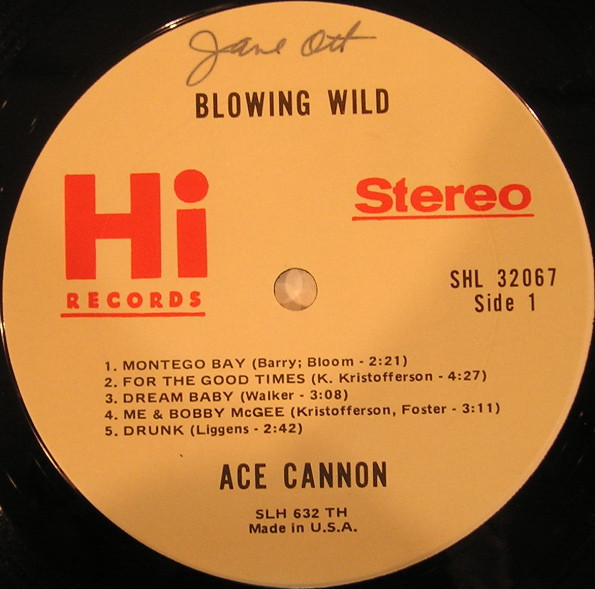 Jane Ott
BLOWING WILD
Hi
RECORDS
Stereo
SHL 32067
Side 1
1. MONTEGO BAY (Barry; Bloom - 2:21)
2. FOR THE GOOD TIMES (K. Kristofferson - 4:27)
3. DREAM BABY (Walker - 3:08)
4. ME & BOBBY McGEE (Kristofferson, Foster - 3:11)
5. DRUNK (Liggens - 2:42)
ACE CANNON
SLH 632 TH
Made in U.S.A.